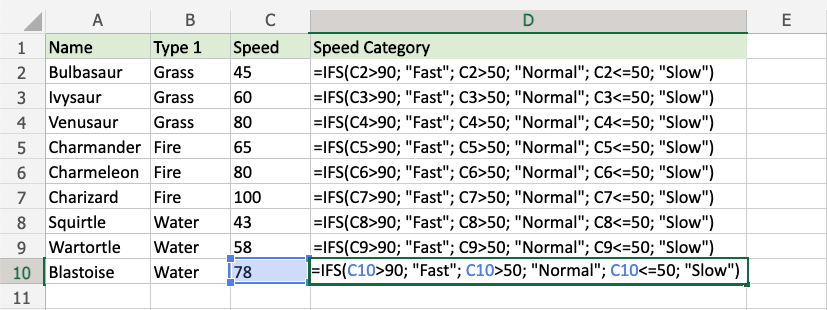 A B C D E
1 Name Type 1 Speed Speed Category
2 Bulbasaur Grass 45 =IFS(C2>90; "Fast"; C2>50; "Normal"; C2<=50; "Slow")
3 Ivysaur Grass 60 =IFS(C3>90; "Fast"; C3>50; "Normal"; C3<=50; "Slow")
4 Venusaur Grass 80 =IFS(C4>90; "Fast"; C4>50; "Normal"; C4<=50; "Slow")
5 Charmander Fire 65 =IFS(C5>90; "Fast"; C5>50; "Normal"; C5<=50; "Slow")
6 Charmeleon Fire 80 =IFS(C6>90; "Fast"; C6>50; "Normal"; C6<=50; "Slow")
7 Charizard Fire 100 =IFS(C7>90; "Fast"; C7>50; "Normal"; C7<=50; "Slow")
8 Squirtle Water 43 =IFS(C8>90; "Fast"; C8>50; "Normal"; C8<=50; "Slow")
9 Wartortle Water 58 =IFS(C9>90; "Fast"; C9>50; "Normal"; C9<=50; "Slow")
10 Blastoise Water 78 =IFS(C10>90; "Fast"; C10>50; "Normal"; C10<=50; "Slow")
11